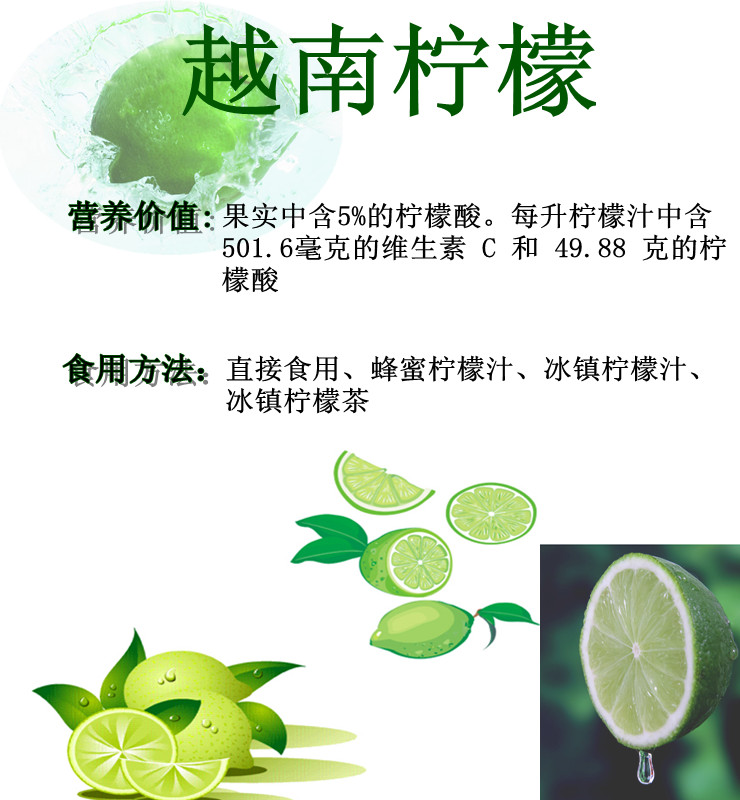 越南柠檬
营养价值：果实中含5%的柠檬酸。每升柠檬汁中含
501.6毫克的维生素 C 和 49.88 克的柠
檬酸
食用方法：直接食用、蜂蜜柠檬汁、冰镇柠檬汁、
冰镇柠檬茶